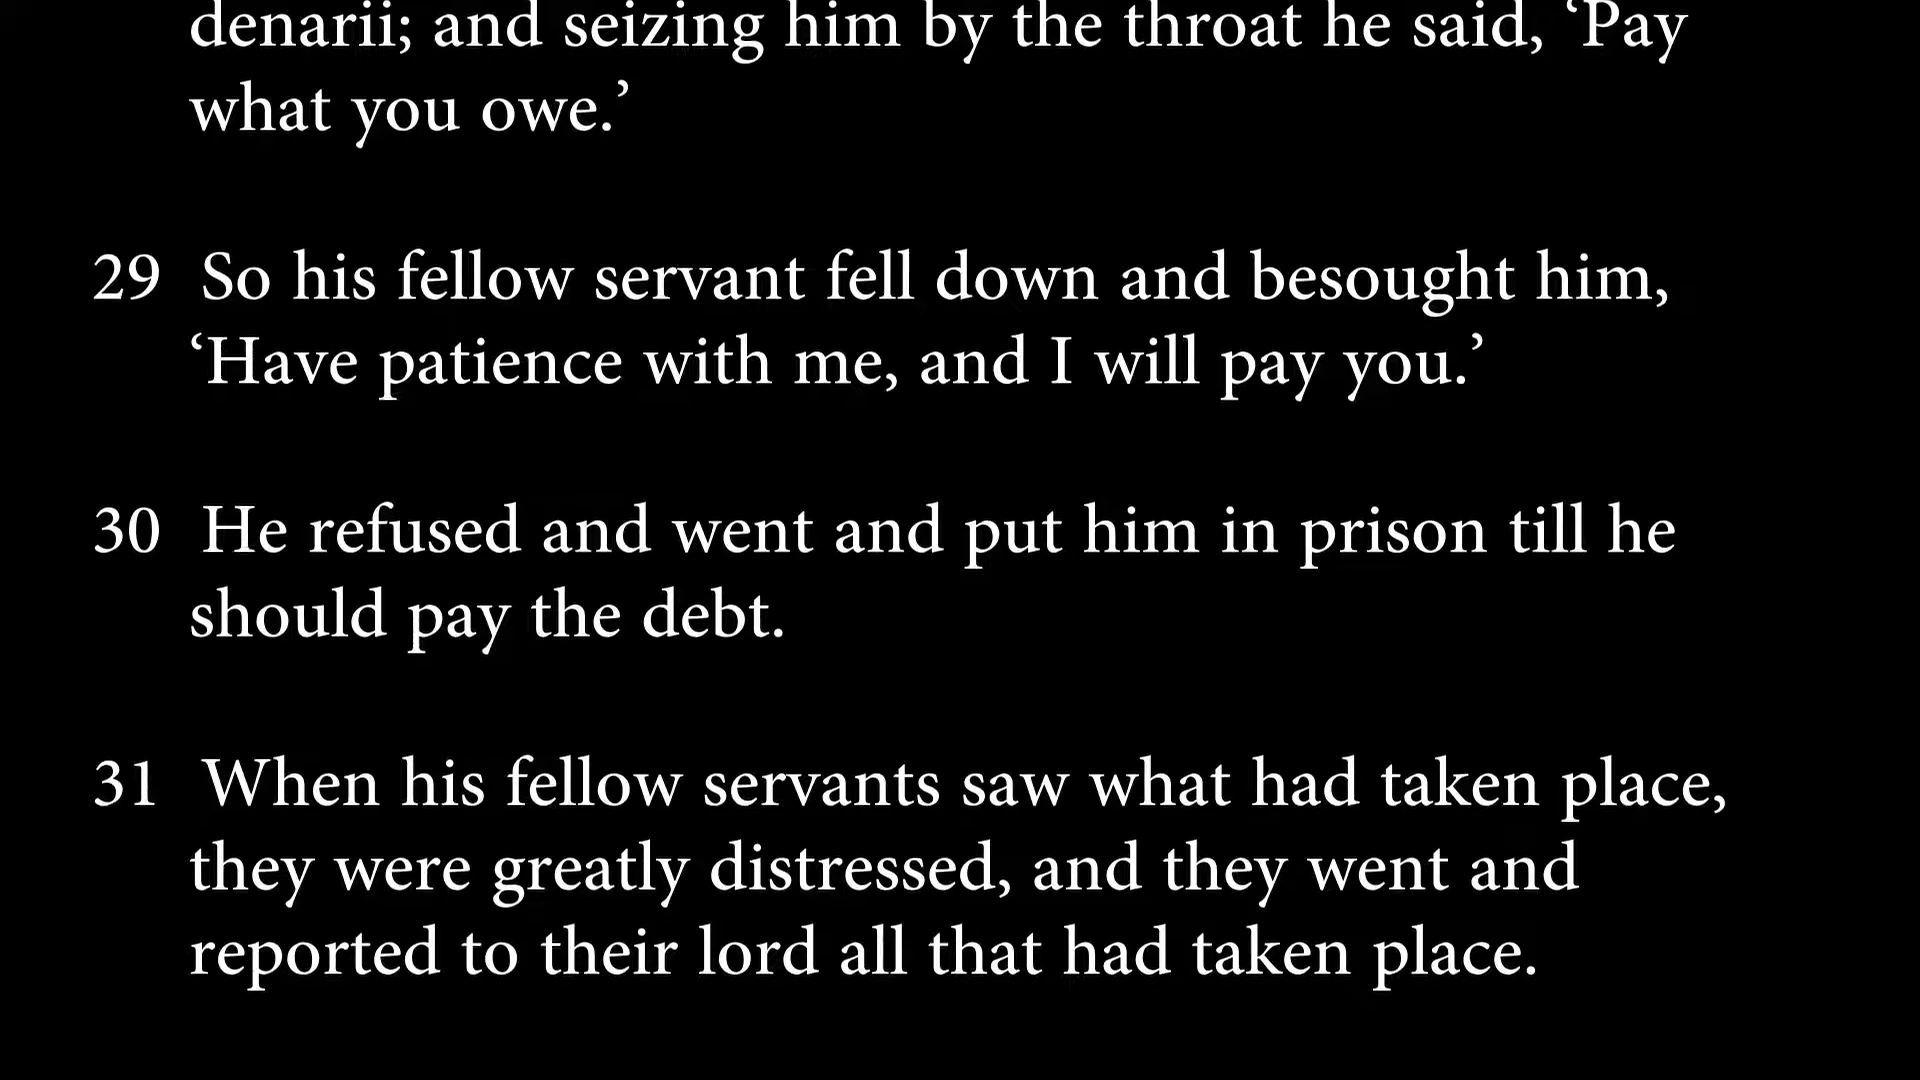 denarii; and seizing him by the throat he said, ‘Pay
what you owe.’
29 So his fellow servant fell down and besought him,
‘Have patience with me, and I will pay you.’
30 He refused and went and put him in prison till he
should pay the debt.
31 When his fellow servants saw what had taken place,
they were greatly distressed, and they went and
reported to their lord all that had taken place.